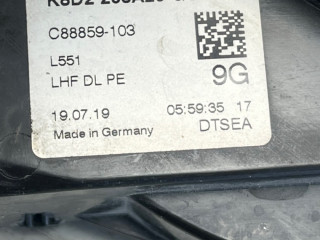 C88859-103
L551
LHF DL PE 9G
19.07.19 05:59:35 17
Made in Germany DTSEA